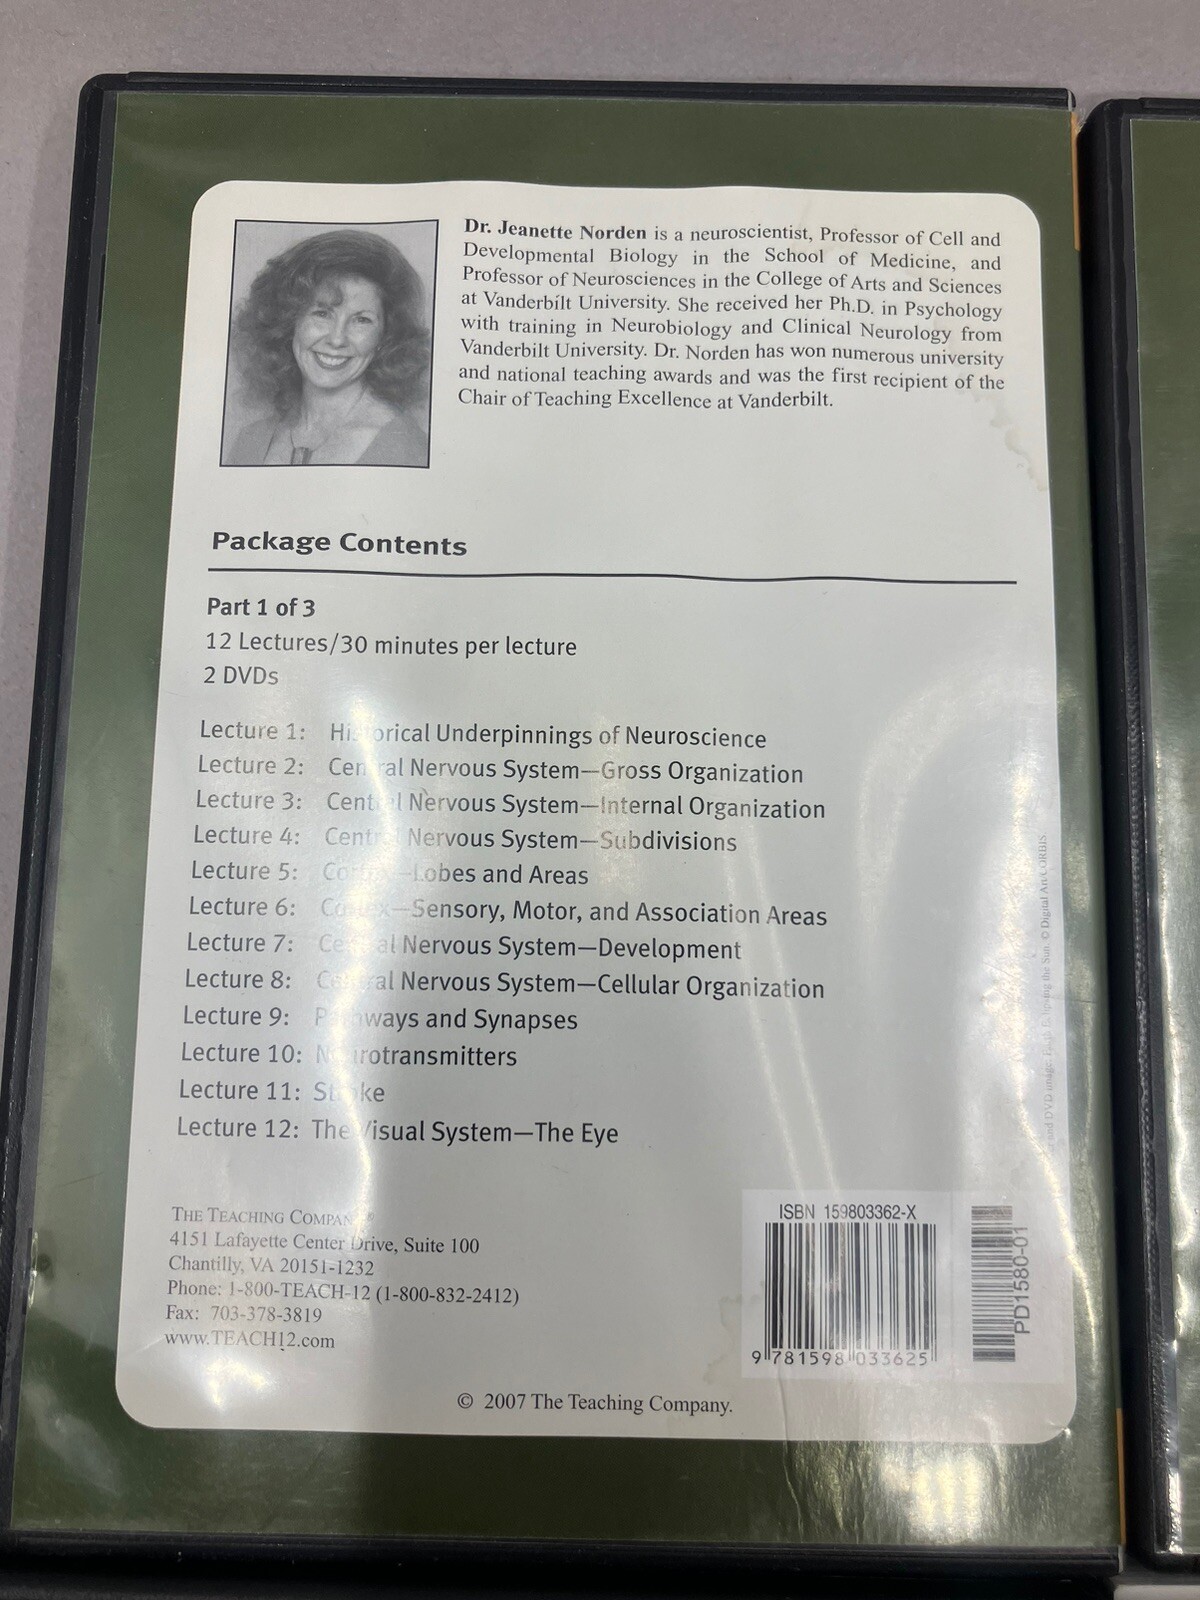 Dr. Jeanette Norden is a neuroscientist, Professor of Cell and
Developmental Biology in the School of Medicine, and
Professor of Neurosciences in the College of Arts and Sciences
at Vanderbilt University. She received her Ph.D. in Psychology
with training in Neurobiology and Clinical Neurology from
Vanderbilt University. Dr. Norden has won numerous university
and national teaching awards and was the first recipient of the
Chair of Teaching Excellence at Vanderbilt.
Package Contents
Part 1 of 3
12 Lectures/30 minutes per lecture
2 DVDs
Lecture 1: Historical Underpinnings of Neuroscience
Lecture 2: Central Nervous System—Gross Organization
Lecture 3: Central Nervous System—Internal Organization
Lecture 4: Central Nervous System—Subdivisions
Lecture 5: Cortex—Lobes and Areas
Lecture 6: Cortex—Sensory, Motor, and Association Areas
Lecture 7: Central Nervous System—Development
Lecture 8: Central Nervous System—Cellular Organization
Lecture 9: Pathways and Synapses
Lecture 10: Neurotransmitters
Lecture 11: Stroke
Lecture 12: The Visual System—The Eye
THE TEACHING COMPANY®
4151 Lafayette Center Drive, Suite 100
Chantilly, VA 20151-1232
Phone: 1-800-TEACH-12 (1-800-832-2412)
Fax: 703-378-3819
www.TEACH12.com
ISBN 159803362-X
9 781598 033625
PD1580-01
© 2007 The Teaching Company.
and DVD image: Earth Eclipsing the Sun. © Digital Art/CORBIS